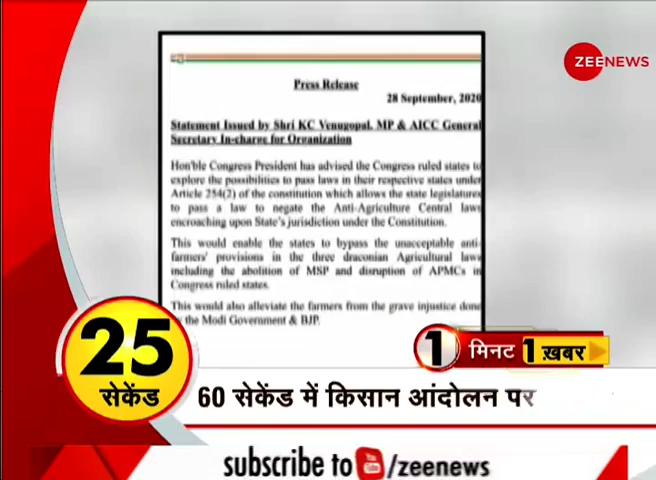 ZEENEWS
Press Release
28 September, 2020
Statement Issued by Shri KC Venugopal, MP & AICC General
Secretary In-charge for Organization
Hon'ble Congress President has advised the Congress ruled states to
explore the possibilities to pass laws in their respective states under
Article 254(2) of the constitution which allows the state legislatures
to pass a law to negate the Anti-Agriculture Central laws
encroaching upon State's jurisdiction under the Constitution.
This would enable the states to bypass the unacceptable anti-
farmers' provisions in the three draconian Agricultural laws
including the abolition of MSP and disruption of APMCs in
Congress ruled states.
This would also alleviate the farmers from the grave injustice done
the Modi Government & BJP.
25
सेकेंड
1 मिनट 1 ख़बर
60 सेकेंड में किसान आंदोलन पर
subscribe to YouTube /zeenews